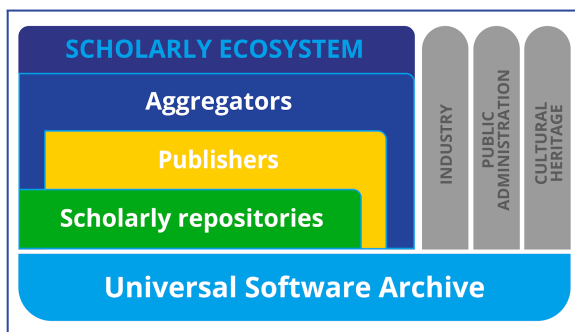 SCHOLARLY ECOSYSTEM
Aggregators
Publishers
Scholarly repositories
INDUSTRY
PUBLIC
ADMINISTRATION
CULTURAL
HERITAGE
Universal Software Archive